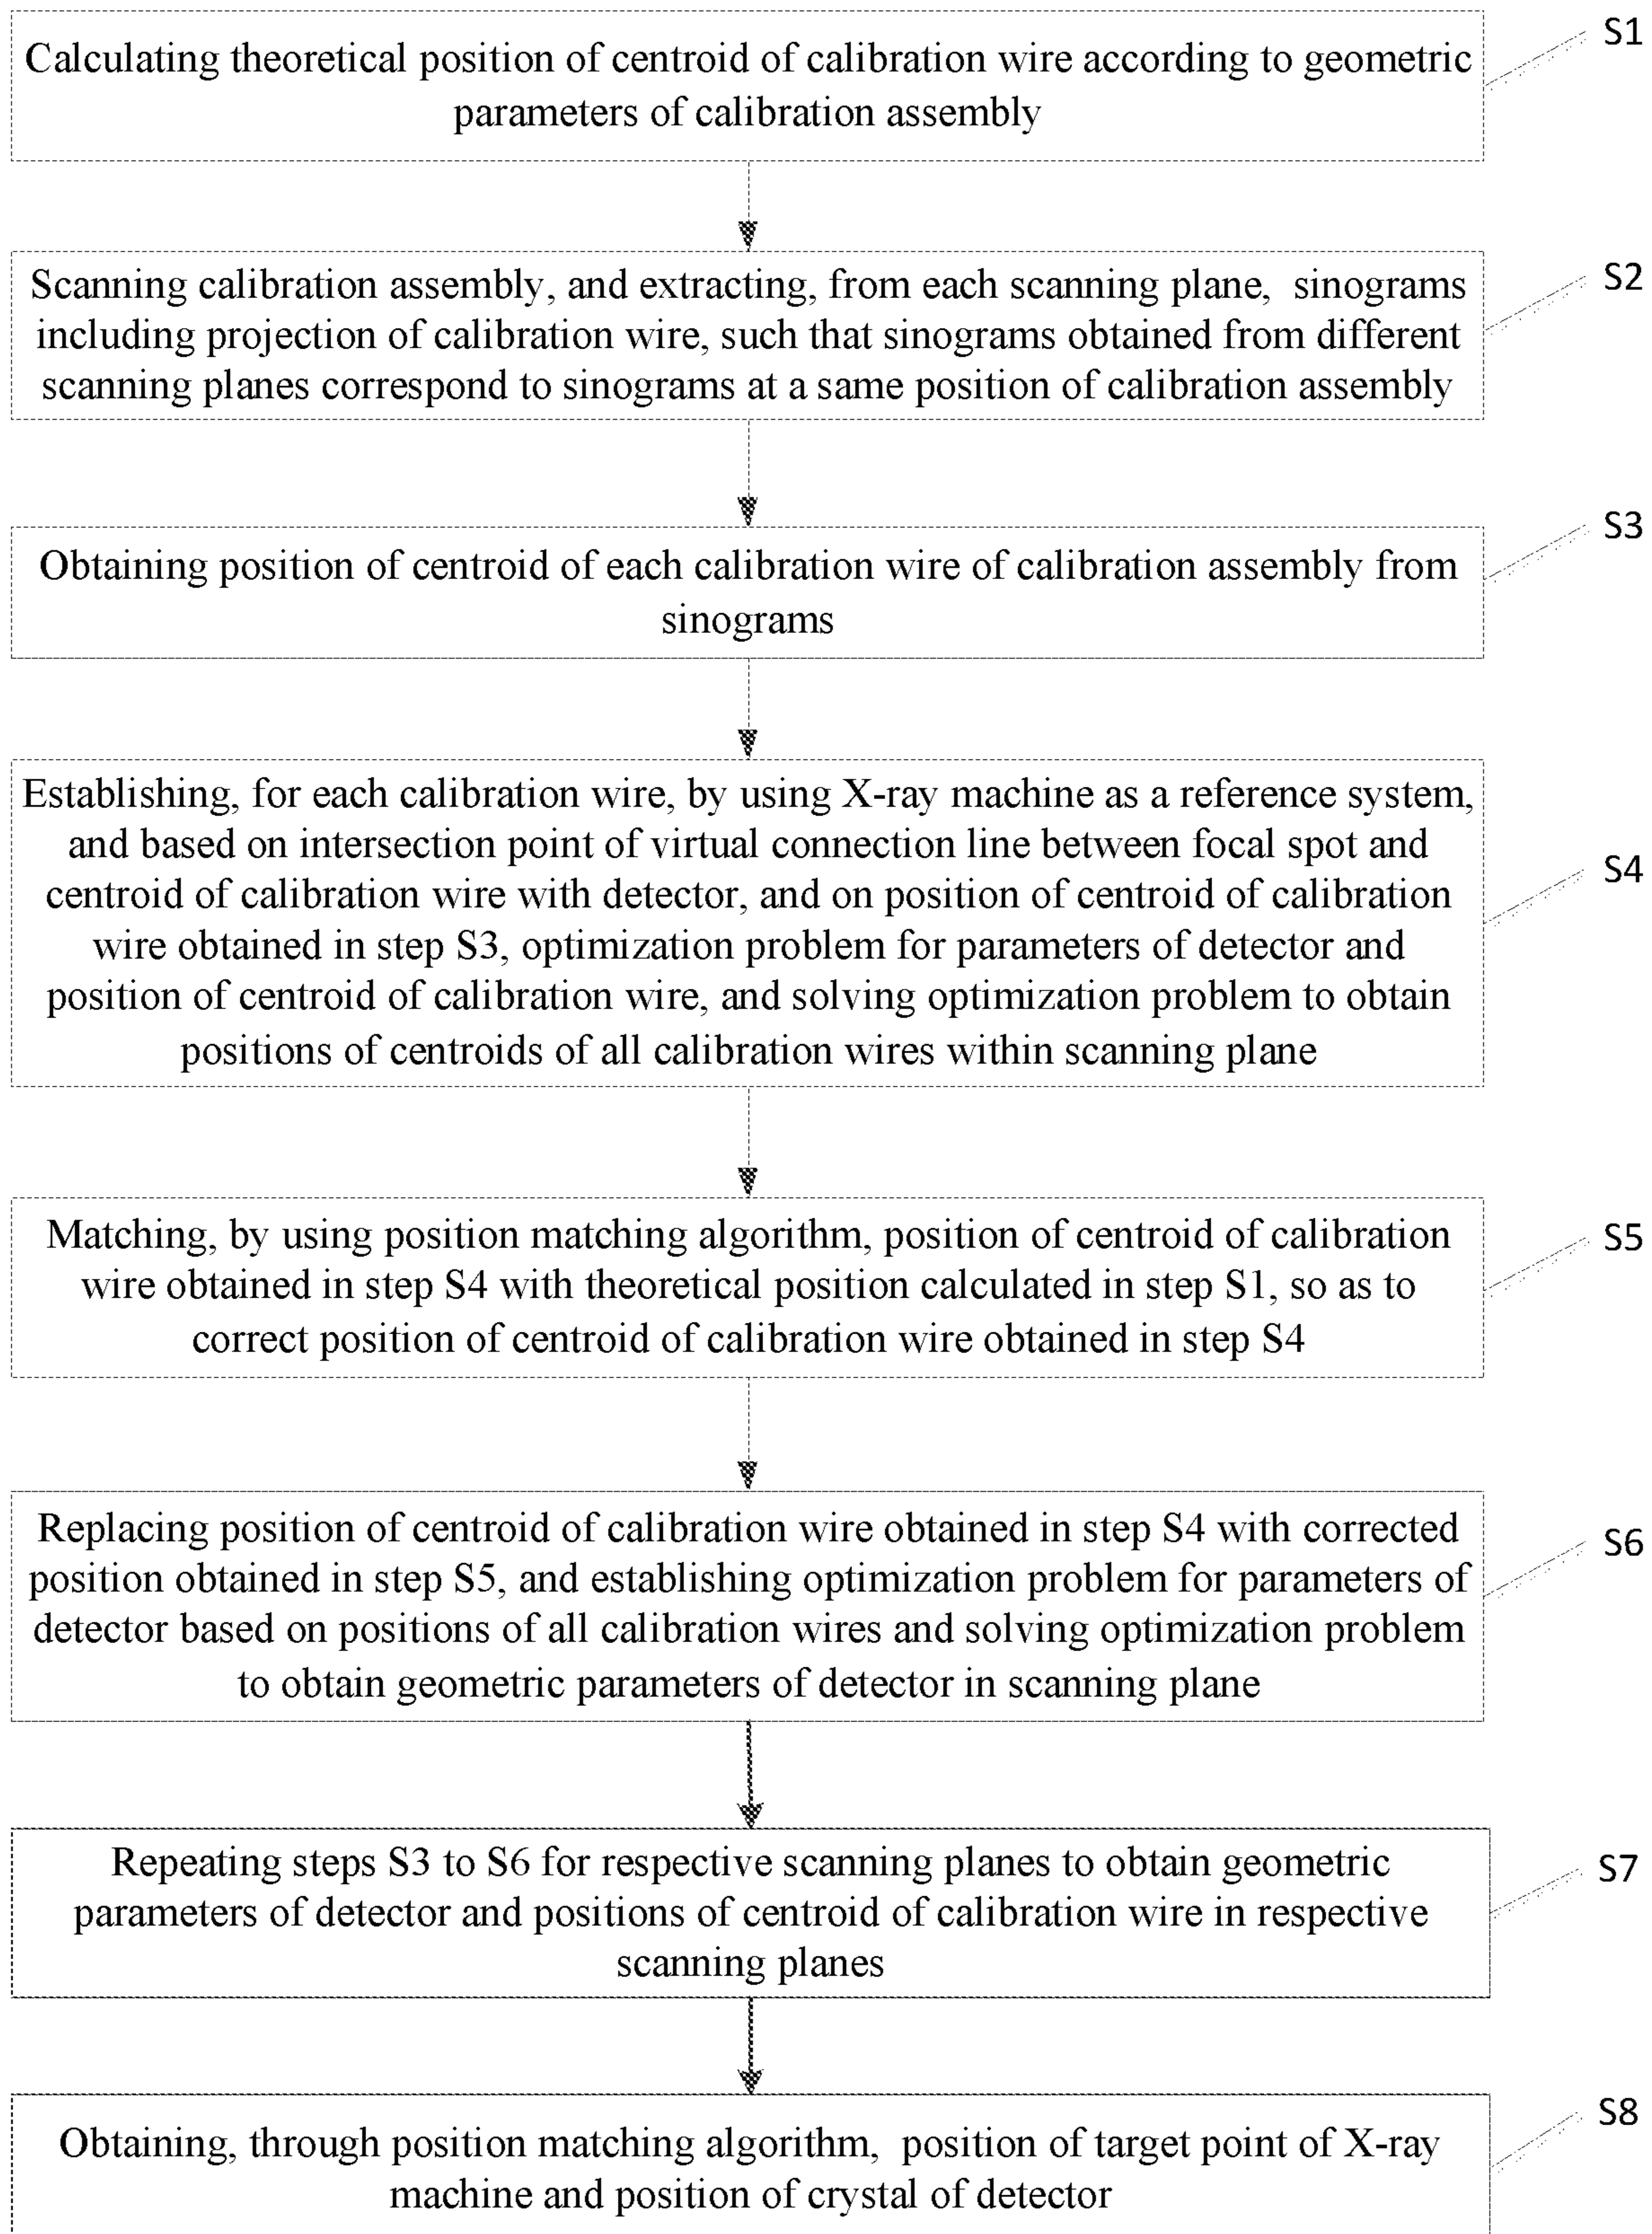 Calculating theoretical position of centroid of calibration wire according to geometric
parameters of calibration assembly
S1
Scanning calibration assembly, and extracting, from each scanning plane, sinograms
including projection of calibration wire, such that sinograms obtained from different
scanning planes correspond to sinograms at a same position of calibration assembly
S2
Obtaining position of centroid of each calibration wire of calibration assembly from
sinograms
S3
Establishing, for each calibration wire, by using X-ray machine as a reference system,
and based on intersection point of virtual connection line between focal spot and
centroid of calibration wire with detector, and on position of centroid of calibration
wire obtained in step S3, optimization problem for parameters of detector and
position of centroid of calibration wire, and solving optimization problem to obtain
positions of centroids of all calibration wires within scanning plane
S4
Matching, by using position matching algorithm, position of centroid of calibration
wire obtained in step S4 with theoretical position calculated in step S1, so as to
correct position of centroid of calibration wire obtained in step S4
S5
Replacing position of centroid of calibration wire obtained in step S4 with corrected
position obtained in step S5, and establishing optimization problem for parameters of
detector based on positions of all calibration wires and solving optimization problem
to obtain geometric parameters of detector in scanning plane
S6
Repeating steps S3 to S6 for respective scanning planes to obtain geometric
parameters of detector and positions of centroid of calibration wire in respective
scanning planes
S7
Obtaining, through position matching algorithm, position of target point of X-ray
machine and position of crystal of detector
S8